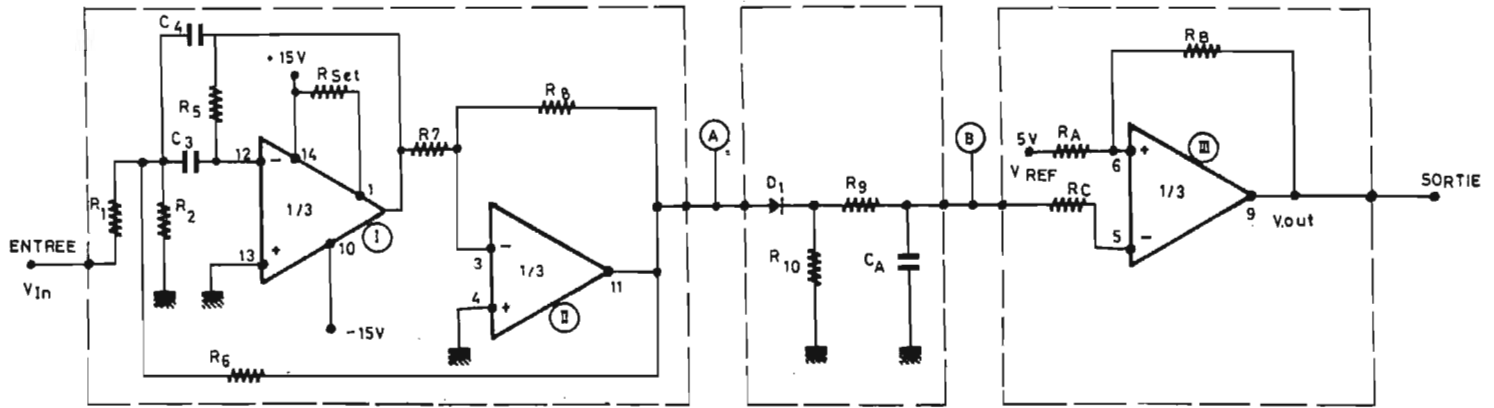 C4
+15V
RSet
R5
C3
12
-
14
1
R1
R2
1/3
I
13
+
10
-15V
ENTREE
VIn
R7
R8
3
-
1/3
4
+
11
II
R6
A
D1
R9
R10
CA
B
5V
VREF
RA
RB
6
+
III
1/3
RC
5
-
9
V.out
SORTIE